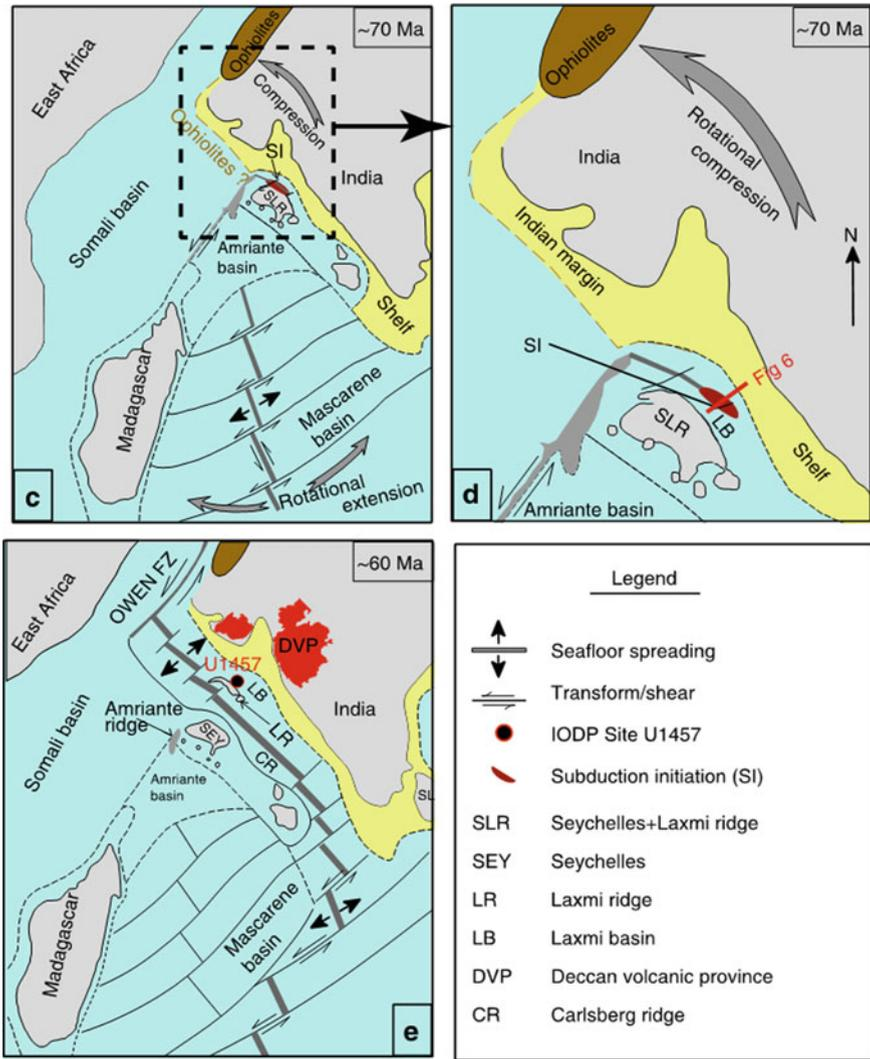 ~70 Ma
East Africa
Ophiolites
Compression
Ophiolites ?
SI
India
SLR
Somali basin
Amriante
basin
Shelf
Madagascar
Mascarene
basin
Rotational
extension
c
~70 Ma
Ophiolites
Rotational
compression
India
N
Indian margin
SI
Fig 6
SLR
LB
Shelf
Amriante basin
d
~60 Ma
OWEN FZ
East Africa
DVP
U1457
LB
India
Amriante
ridge
LR
SEY
CR
Somali basin
Amriante
basin
SL
Madagascar
Mascarene
basin
e
Legend
Seafloor spreading
Transform/shear
IODP Site U1457
Subduction initiation (SI)
SLR Seychelles+Laxmi ridge
SEY Seychelles
LR Laxmi ridge
LB Laxmi basin
DVP Deccan volcanic province
CR Carlsberg ridge